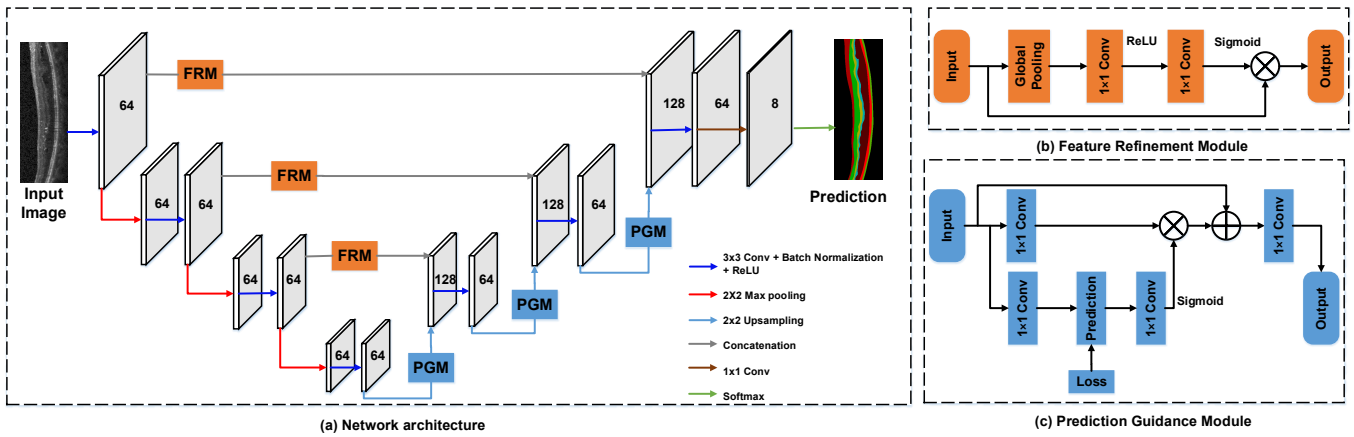 FRM
64
128
64
8
Input
Image
Prediction
64
64
FRM
128
64
PGM
64
64
FRM
128
64
PGM
64
64
PGM
3x3 Conv + Batch Normalization
+ ReLU
2X2 Max pooling
2x2 Upsampling
Concatenation
1x1 Conv
Softmax
(a) Network architecture
Input
Global
Pooling
1×1 Conv
ReLU
1×1 Conv
Sigmoid
Output
(b) Feature Refinement Module
Input
1×1 Conv
1×1 Conv
1×1 Conv
Prediction
1×1 Conv
Sigmoid
Output
Loss
(c) Prediction Guidance Module